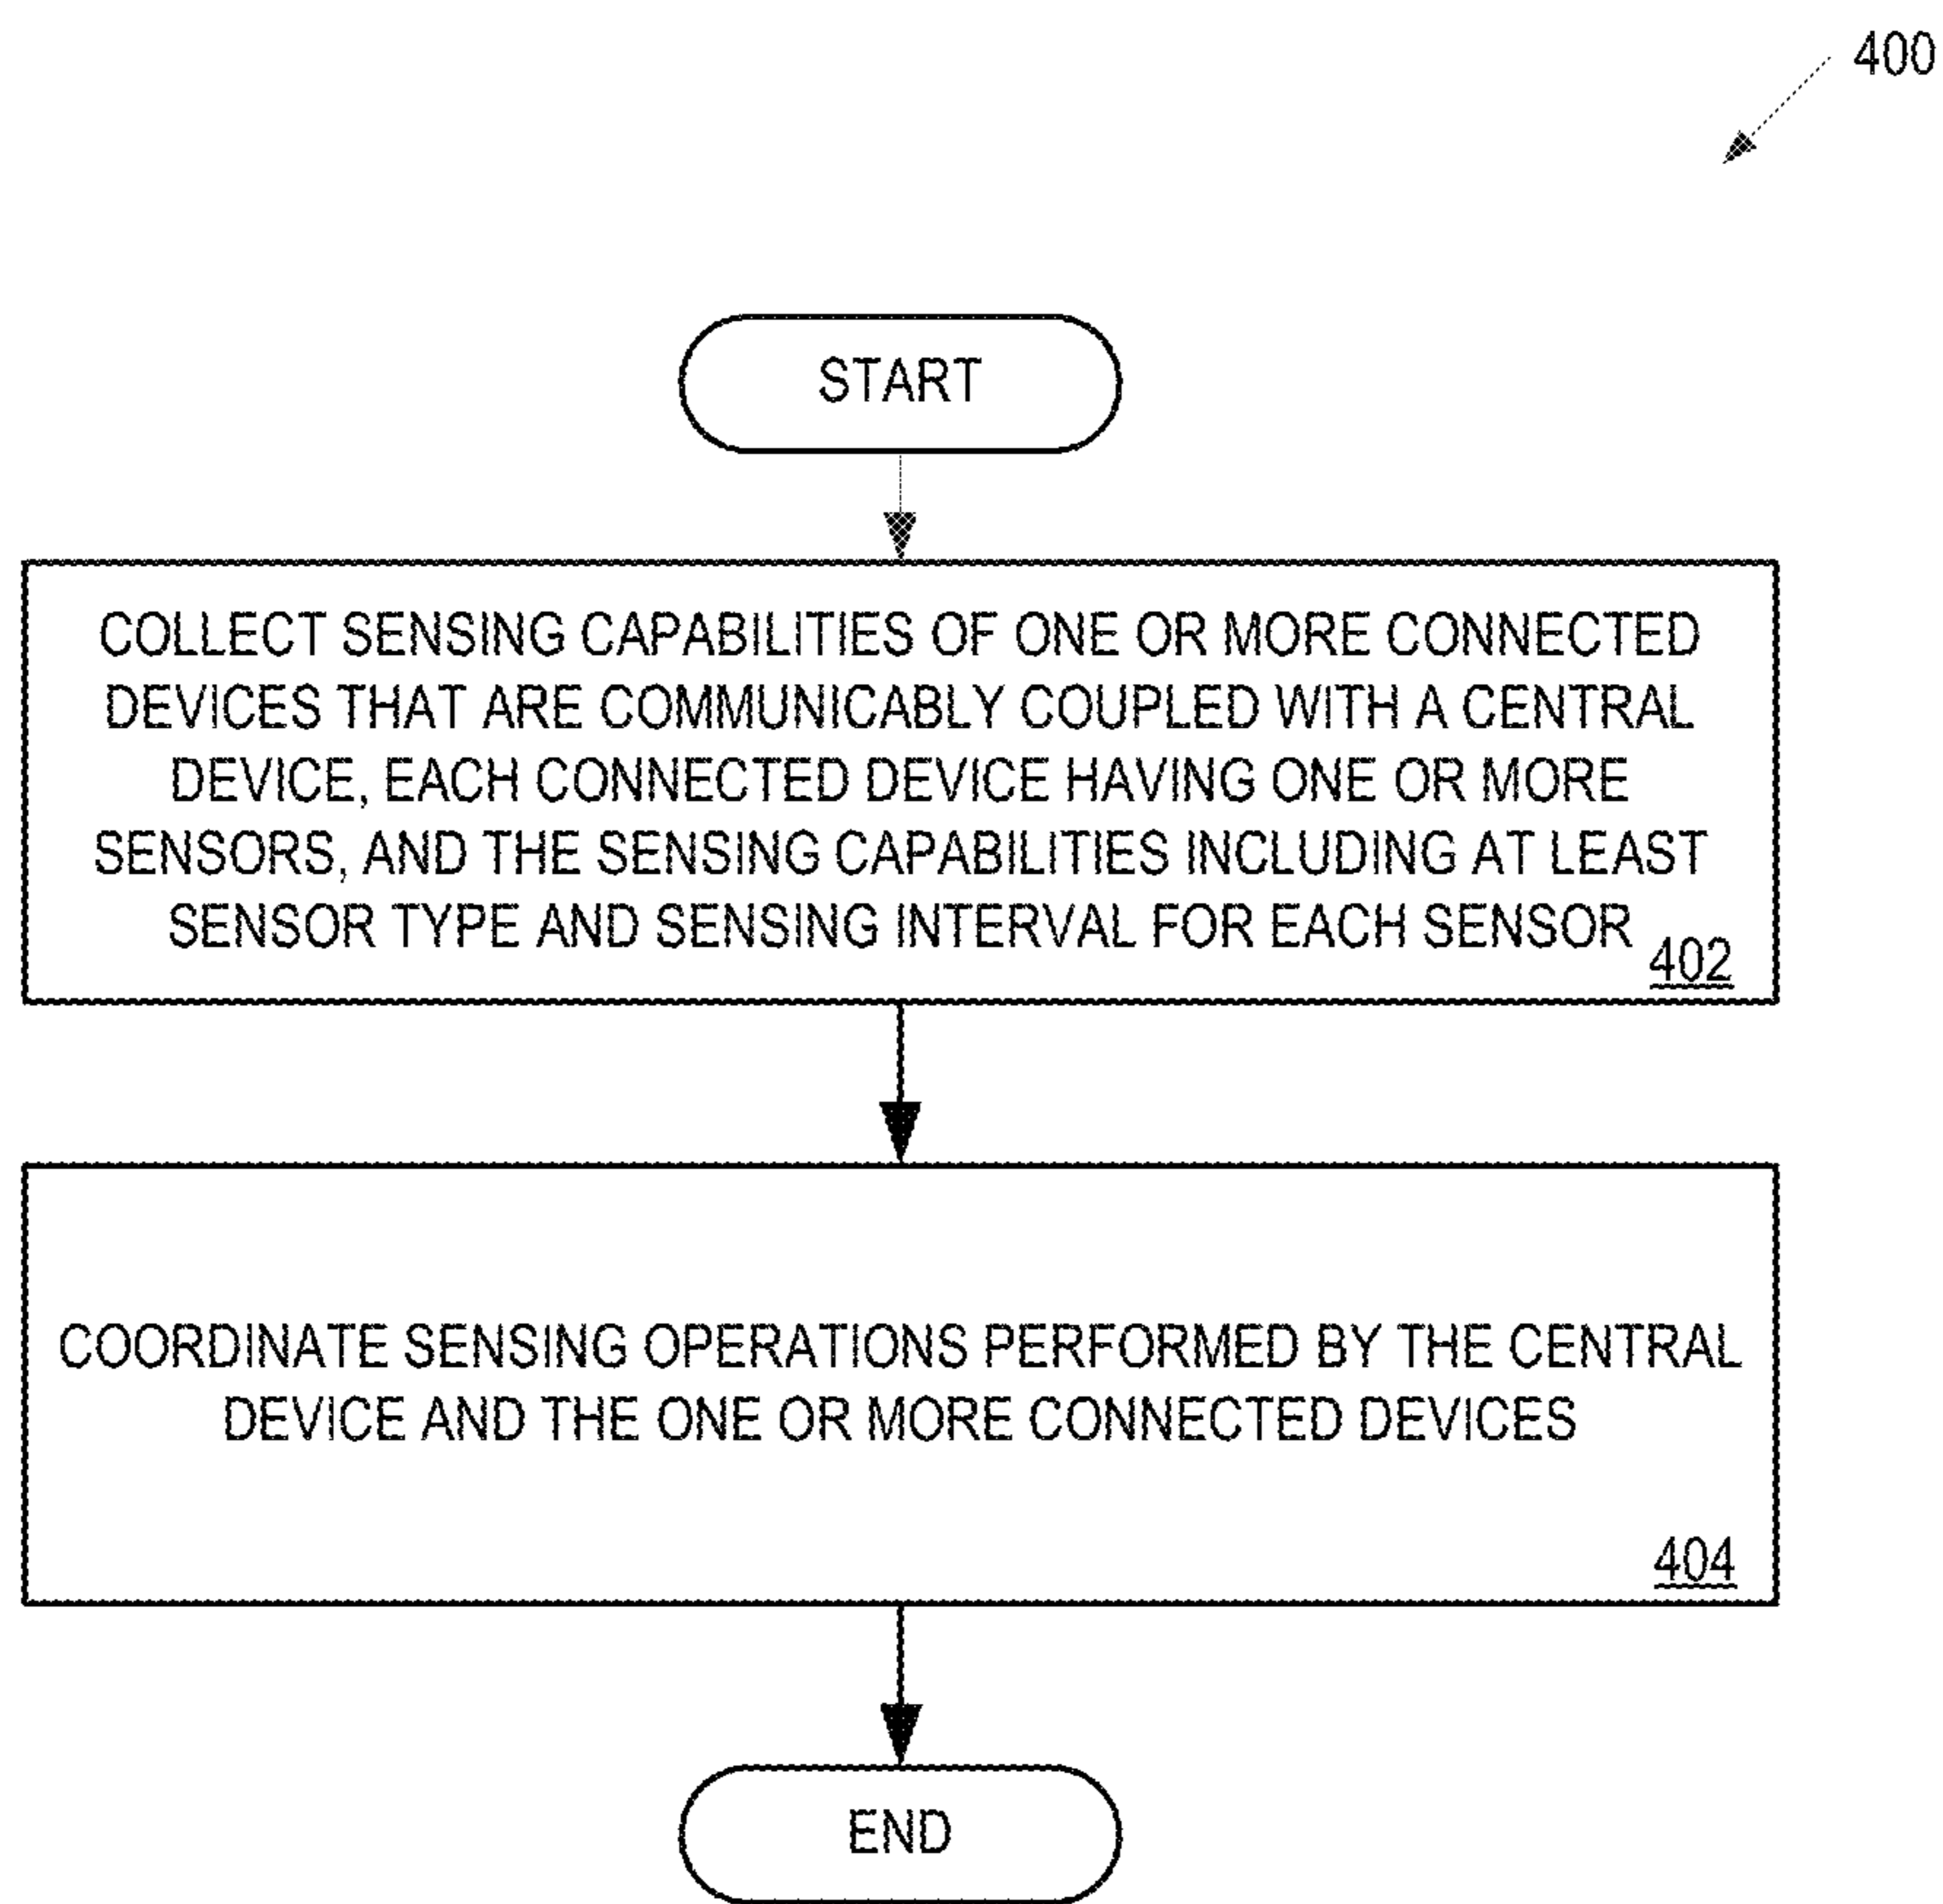 400
START
COLLECT SENSING CAPABILITIES OF ONE OR MORE CONNECTED
DEVICES THAT ARE COMMUNICABLY COUPLED WITH A CENTRAL
DEVICE, EACH CONNECTED DEVICE HAVING ONE OR MORE
SENSORS, AND THE SENSING CAPABILITIES INCLUDING AT LEAST
SENSOR TYPE AND SENSING INTERVAL FOR EACH SENSOR
402
COORDINATE SENSING OPERATIONS PERFORMED BY THE CENTRAL
DEVICE AND THE ONE OR MORE CONNECTED DEVICES
404
END